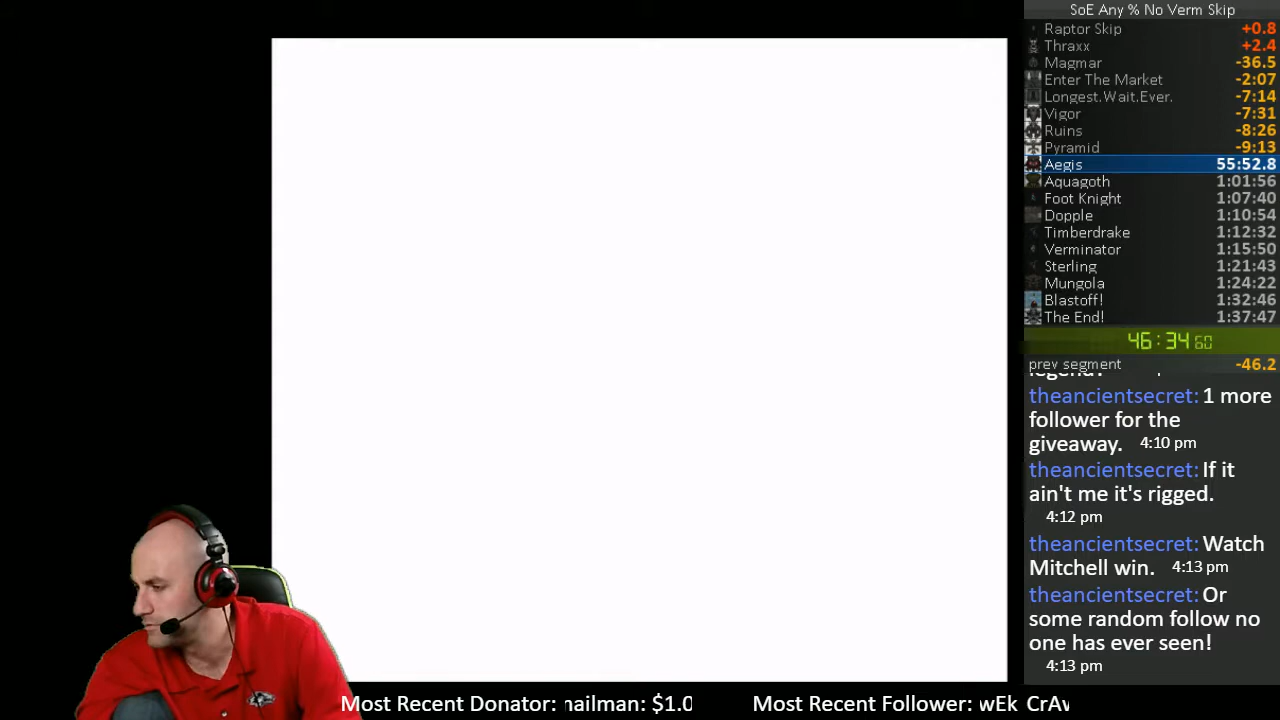 SoE Any % No Verm Skip
Raptor Skip +0.8
Thraxx +2.4
Magmar -36.5
Enter The Market -2:07
Longest.Wait.Ever. -7:14
Vigor -7:31
Ruins -8:26
Pyramid -9:13
Aegis 55:52.8
Aquagoth 1:01:56
Foot Knight 1:07:40
Dopple 1:10:54
Timberdrake 1:12:32
Verminator 1:15:50
Sterling 1:21:43
Mungola 1:24:22
Blastoff! 1:32:46
The End! 1:37:47
46:34 60
prev segment -46.2
theancientsecret: 1 more
follower for the
giveaway. 4:10 pm
theancientsecret: If it
ain't me it's rigged.
4:12 pm
theancientsecret: Watch
Mitchell win. 4:13 pm
theancientsecret: Or
some random follow no
one has ever seen!
4:13 pm
Most Recent Donator: nailman: $1.0 Most Recent Follower: wEk CrAv